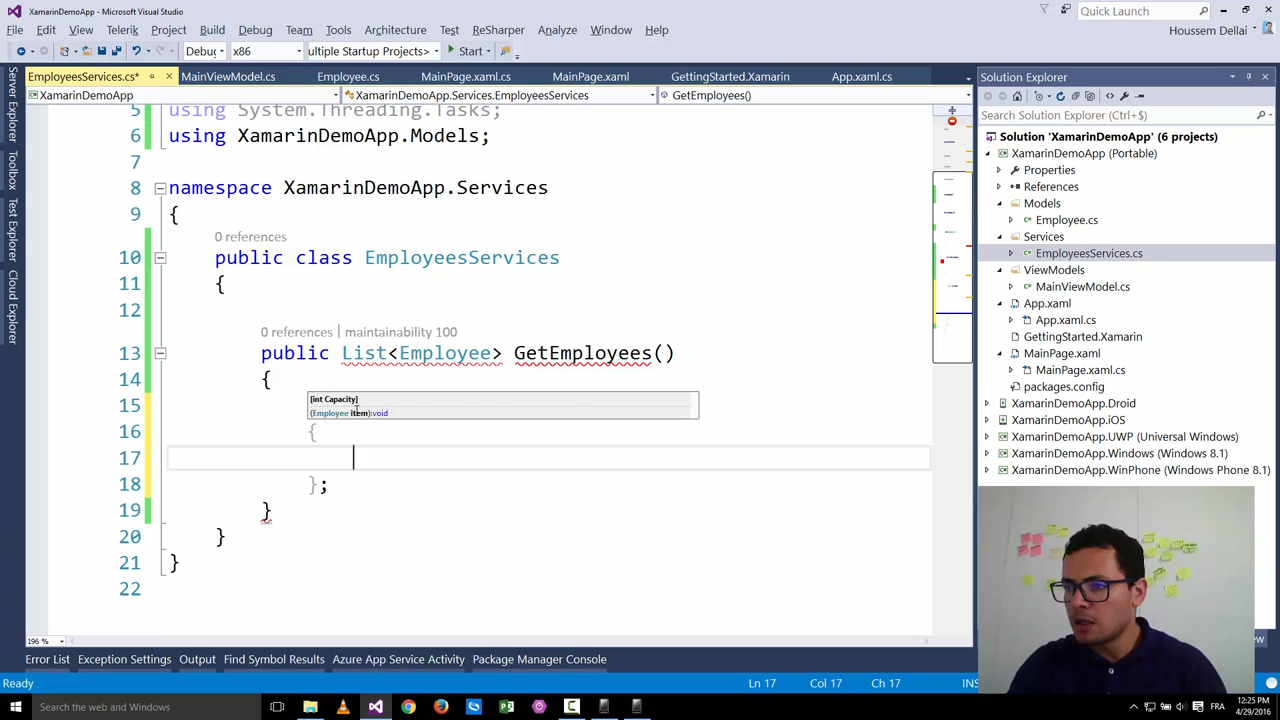 XamarinDemoApp - Microsoft Visual Studio
Quick Launch
File Edit View Telerik Project Build Debug Team Tools Architecture Test ReSharper Analyze Window Help
Houssem Dellai
Debug x86 ultiple Startup Projects> Start
EmployeesServices.cs* MainViewModel.cs Employee.cs MainPage.xaml.cs MainPage.xaml GettingStarted.Xamarin App.xaml.cs
XamarinDemoApp XamarinDemoApp.Services.EmployeesServices GetEmployees()
Server Explorer
Toolbox
Test Explorer
Cloud Explorer
5 using System.Threading.Tasks;
6 using XamarinDemoApp.Models;
7
8 namespace XamarinDemoApp.Services
9 {
0 references
10 public class EmployeesServices
11 {
12
0 references | maintainability 100
13 public List<Employee> GetEmployees()
14 {
15
[int Capacity]
(Employee item):void
16 {
17
18 };
19 }
20 }
21 }
22
196 %
Solution Explorer
Search Solution Explorer (Ctrl+$)
Solution 'XamarinDemoApp' (6 projects)
XamarinDemoApp (Portable)
Properties
References
Models
Employee.cs
Services
EmployeesServices.cs
ViewModels
MainViewModel.cs
App.xaml
App.xaml.cs
GettingStarted.Xamarin
MainPage.xaml
MainPage.xaml.cs
packages.config
XamarinDemoApp.Droid
XamarinDemoApp.iOS
XamarinDemoApp.UWP (Universal Windows)
XamarinDemoApp.Windows (Windows 8.1)
XamarinDemoApp.WinPhone (Windows Phone 8.1)
Error List Exception Settings Output Find Symbol Results Azure App Service Activity Package Manager Console
Ready Ln 17 Col 17 Ch 17 INS
Search the web and Windows
FRA
12:25 PM
4/29/2016